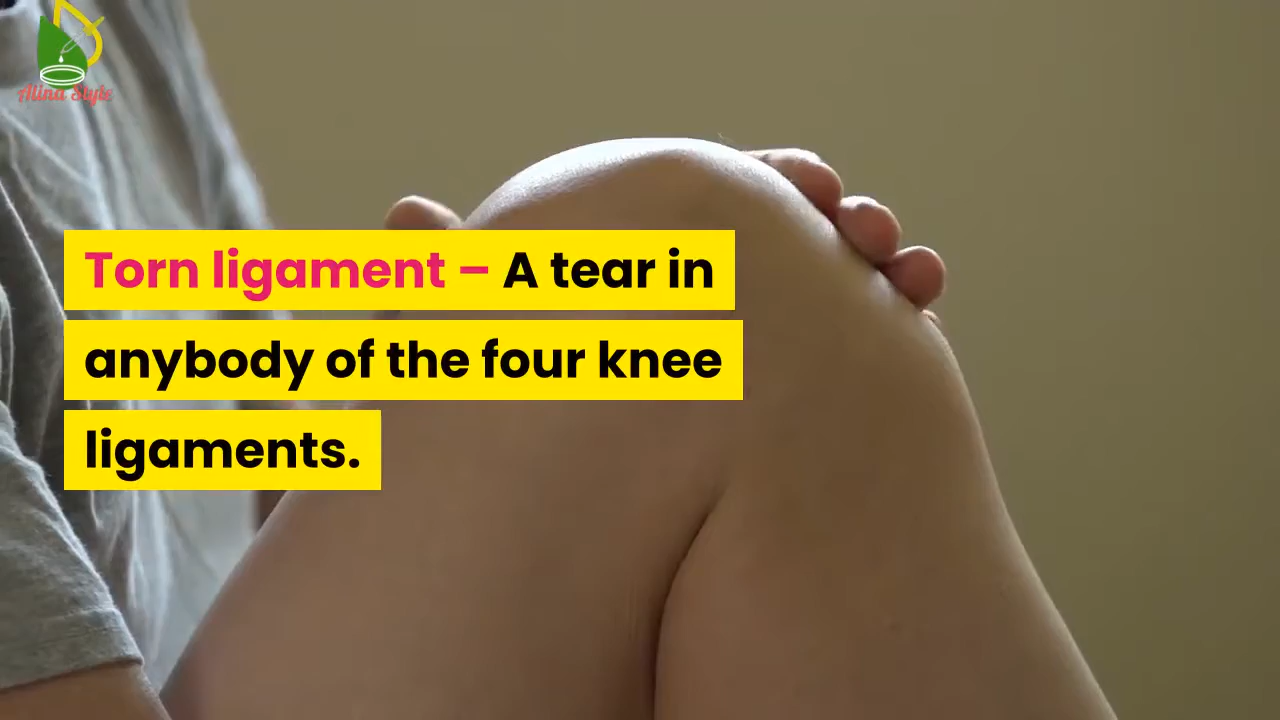 Alina Style
Torn ligament – A tear in
anybody of the four knee
ligaments.